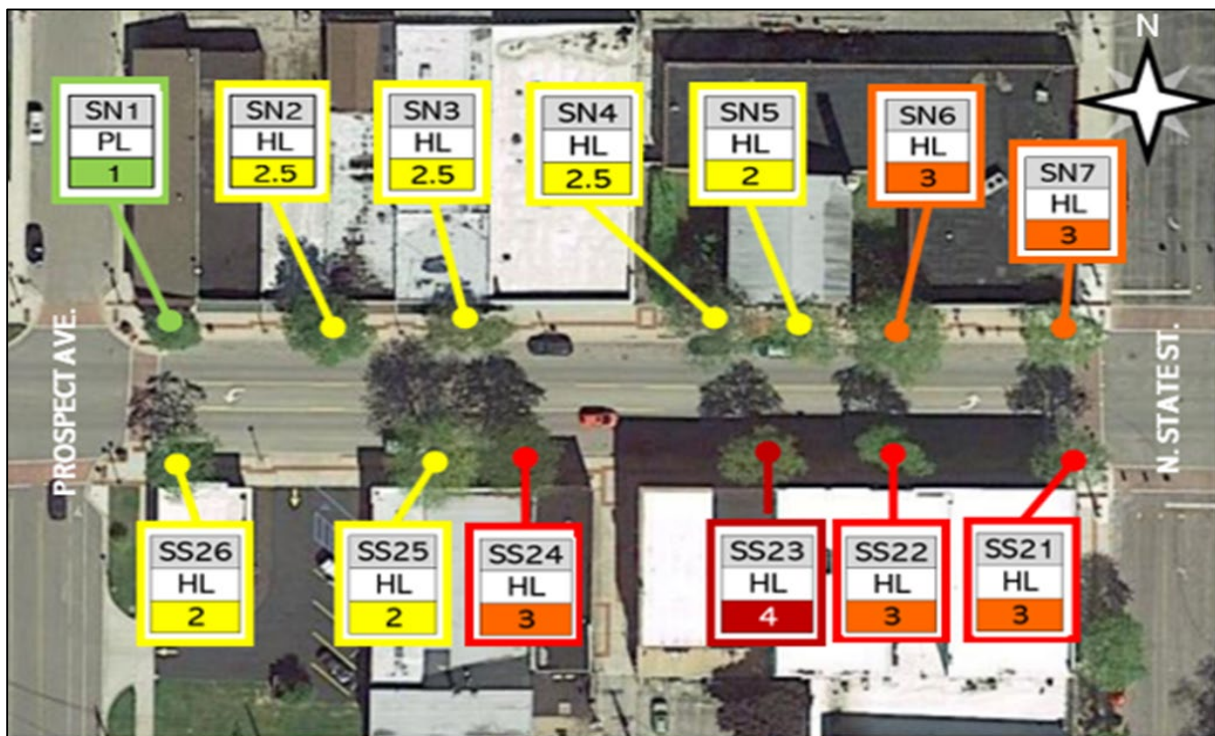 N
SN1
PL
1
SN2
HL
2.5
SN3
HL
2.5
SN4
HL
2.5
SN5
HL
2
SN6
HL
3
SN7
HL
3
PROSPECT AVE.
N. STATE ST.
SS26
HL
2
SS25
HL
2
SS24
HL
3
SS23
HL
4
SS22
HL
3
SS21
HL
3